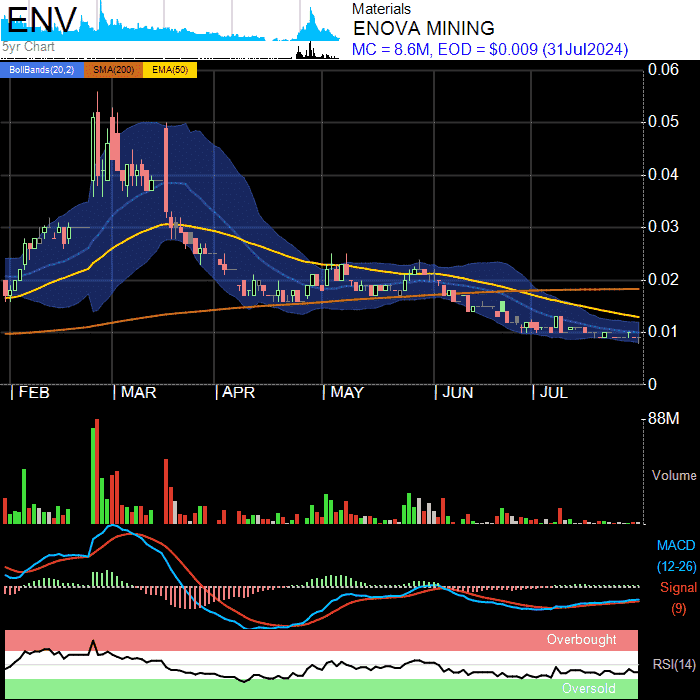 ENV
5yr Chart
Materials
ENOVA MINING
MC = 8.6M, EOD = $0.009 (31Jul2024)
BollBands(20,2) SMA(200) EMA(50)
0.06
0.05
0.04
0.03
0.02
0.01
0
FEB MAR APR MAY JUN JUL
88M
Volume
MACD
(12-26)
Signal
(9)
Overbought
RSI(14)
Oversold